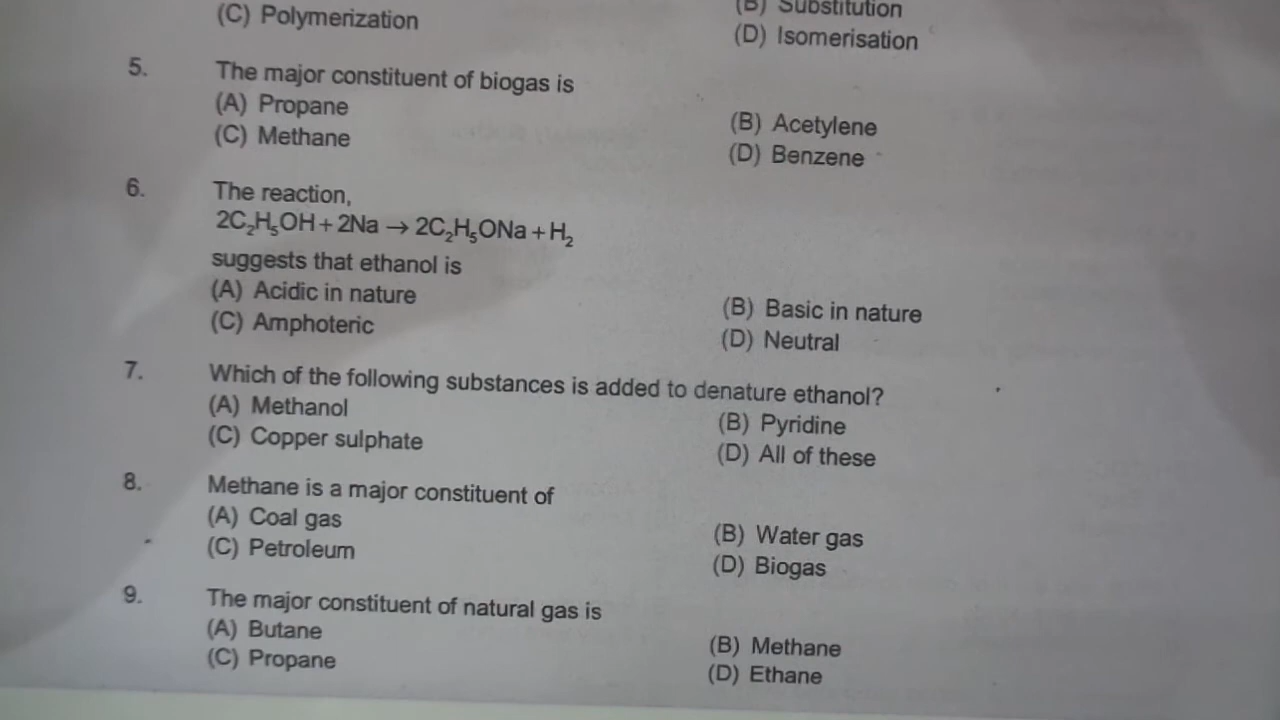 (C) Polymerization
(B) Substitution
(D) Isomerisation
5. The major constituent of biogas is
(A) Propane
(B) Acetylene
(C) Methane
(D) Benzene
6. The reaction,
2C₂H₅OH + 2Na → 2C₂H₅ONa + H₂
suggests that ethanol is
(A) Acidic in nature
(B) Basic in nature
(C) Amphoteric
(D) Neutral
7. Which of the following substances is added to denature ethanol?
(A) Methanol
(B) Pyridine
(C) Copper sulphate
(D) All of these
8. Methane is a major constituent of
(A) Coal gas
(B) Water gas
(C) Petroleum
(D) Biogas
9. The major constituent of natural gas is
(A) Butane
(B) Methane
(C) Propane
(D) Ethane